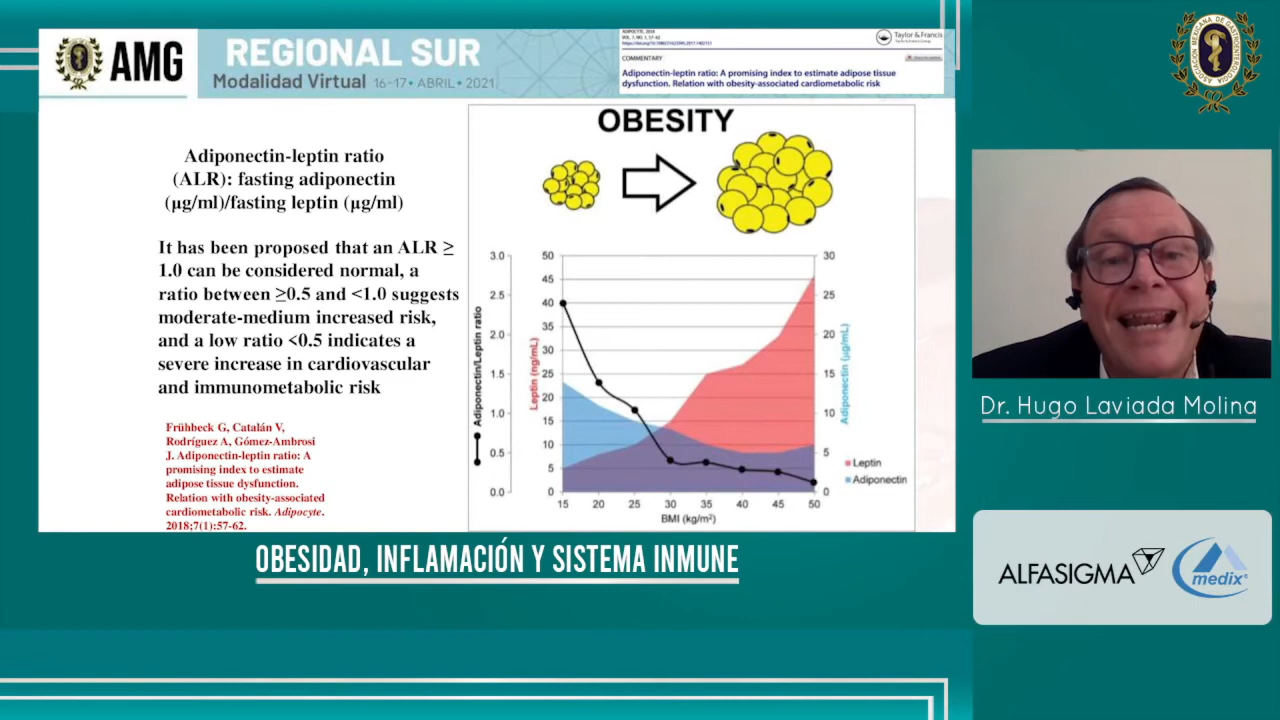 AMG
REGIONAL SUR
Modalidad Virtual 16-17 • ABRIL • 2021
ADIPOCYTE, 2018
VOL. 7, NO. 1, 57–62
Taylor & Francis
COMMENTARY
Adiponectin-leptin ratio: A promising index to estimate adipose tissue
dysfunction. Relation with obesity-associated cardiometabolic risk
Adiponectin-leptin ratio
(ALR): fasting adiponectin
(µg/ml)/fasting leptin (µg/ml)
It has been proposed that an ALR ≥
1.0 can be considered normal, a
ratio between ≥0.5 and <1.0 suggests
moderate-medium increased risk,
and a low ratio <0.5 indicates a
severe increase in cardiovascular
and immunometabolic risk
Frühbeck G, Catalán V,
Rodríguez A, Gómez-Ambrosi
J. Adiponectin-leptin ratio: A
promising index to estimate
adipose tissue dysfunction.
Relation with obesity-associated
cardiometabolic risk. Adipocyte.
2018;7(1):57-62.
OBESITY
Adiponectin/Leptin ratio
3.0
2.5
2.0
1.5
1.0
0.5
0.0
Leptin (ng/mL)
50
45
40
35
30
25
20
15
10
5
0
30
25
20
15
10
5
0
Adiponectin (µg/mL)
Leptin
Adiponectin
15 20 25 30 35 40 45 50
BMI (kg/m²)
OBESIDAD, INFLAMACIÓN Y SISTEMA INMUNE
ASOCIACIÓN MEXICANA DE GASTROENTEROLOGÍA
Dr. Hugo Laviada Molina
ALFASIGMA
medix®